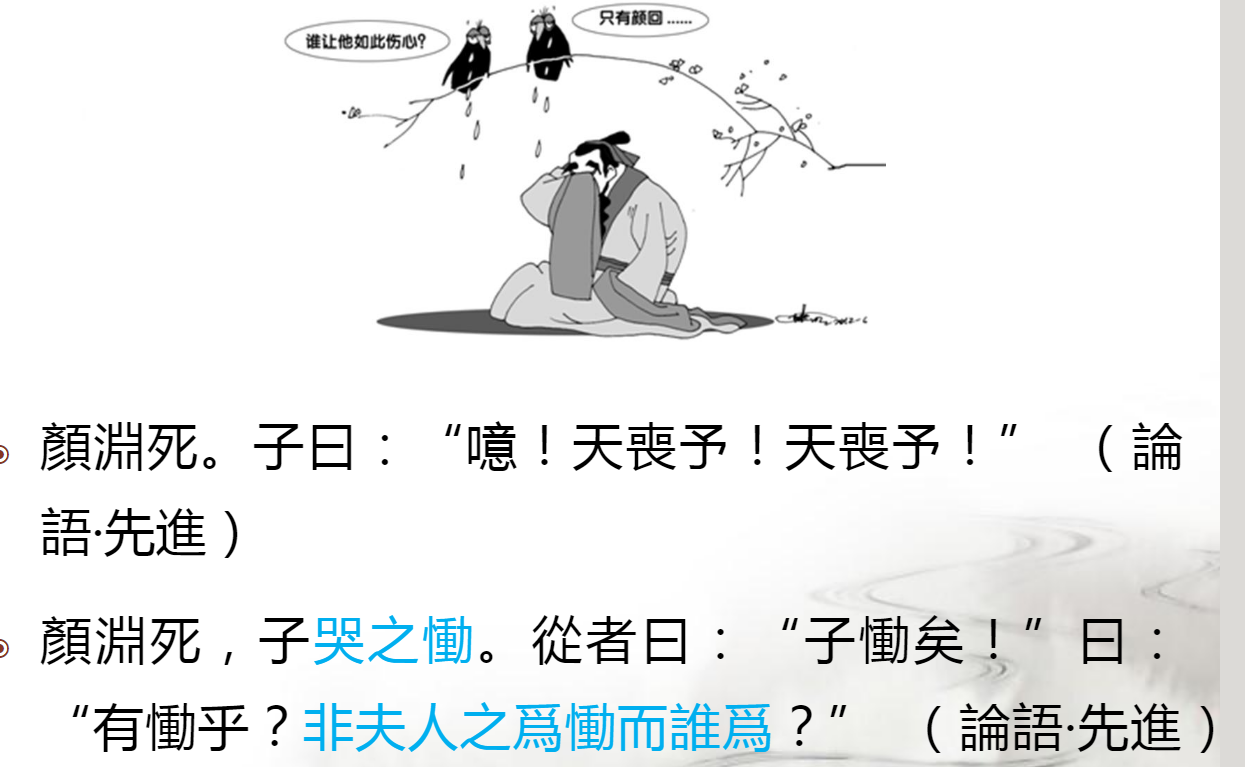 谁让他如此伤心？
只有颜回……
顏淵死。子曰：“噫！天喪予！天喪予！” （論
語·先進）
顏淵死，子哭之慟。從者曰：“子慟矣！”曰：
“有慟乎？非夫人之爲慟而誰爲？” （論語·先進）